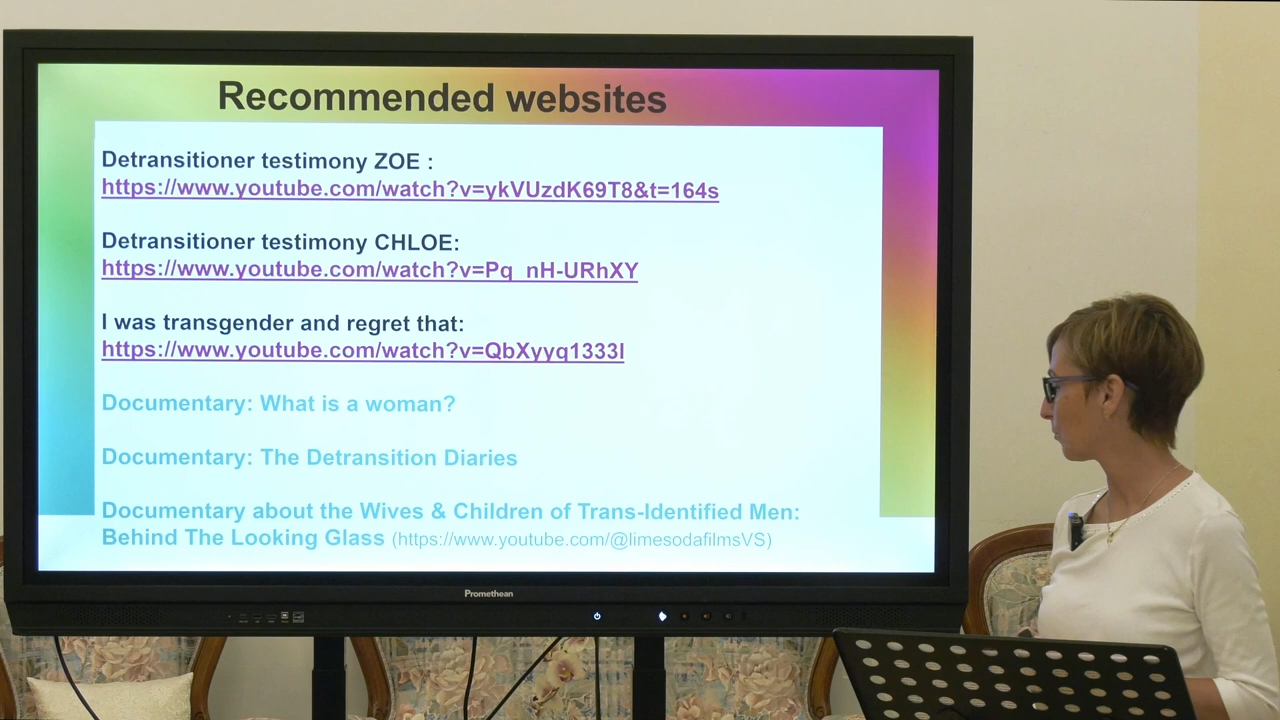 Recommended websites
Detransitioner testimony ZOE :
https://www.youtube.com/watch?v=ykVUzdK69T8&t=164s
Detransitioner testimony CHLOE:
https://www.youtube.com/watch?v=Pq_nH-URhXY
I was transgender and regret that:
https://www.youtube.com/watch?v=QbXyyq1333I
Documentary: What is a woman?
Documentary: The Detransition Diaries
Documentary about the Wives & Children of Trans-Identified Men:
Behind The Looking Glass (https://www.youtube.com/@limesodafilmsVS)
Promethean